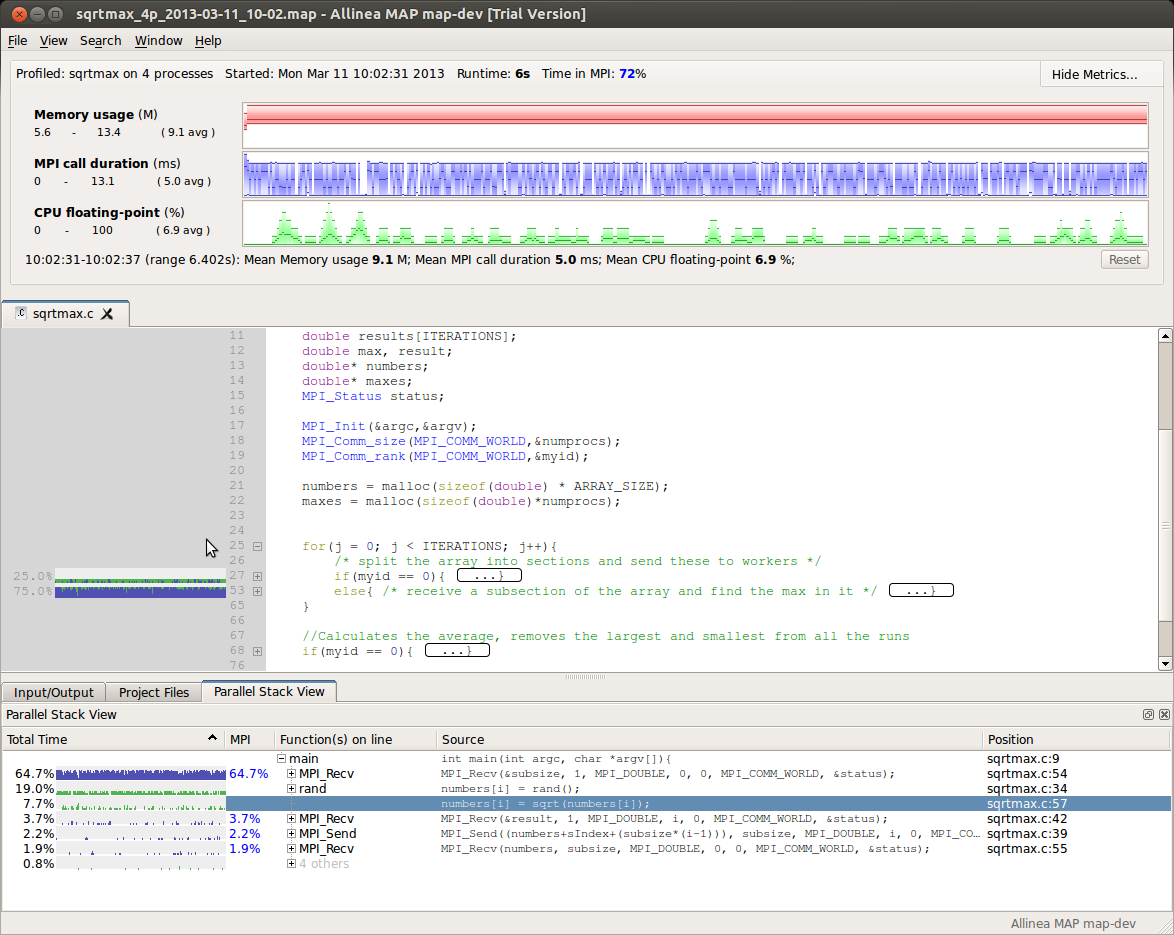 sqrtmax_4p_2013-03-11_10-02.map - Allinea MAP map-dev [Trial Version]
File View Search Window Help
Profiled: sqrtmax on 4 processes Started: Mon Mar 11 10:02:31 2013 Runtime: 6s Time in MPI: 72%
Hide Metrics...
Memory usage (M)
5.6 - 13.4 ( 9.1 avg )
MPI call duration (ms)
0 - 13.1 ( 5.0 avg )
CPU floating-point (%)
0 - 100 ( 6.9 avg )
10:02:31-10:02:37 (range 6.402s): Mean Memory usage 9.1 M; Mean MPI call duration 5.0 ms; Mean CPU floating-point 6.9 %;
Reset
.c sqrtmax.c
11 double results[ITERATIONS];
12 double max, result;
13 double* numbers;
14 double* maxes;
15 MPI_Status status;
16
17 MPI_Init(&argc,&argv);
18 MPI_Comm_size(MPI_COMM_WORLD,&numprocs);
19 MPI_Comm_rank(MPI_COMM_WORLD,&myid);
20
21 numbers = malloc(sizeof(double) * ARRAY_SIZE);
22 maxes = malloc(sizeof(double)*numprocs);
23
24
25 for(j = 0; j < ITERATIONS; j++){
26 /* split the array into sections and send these to workers */
25.0% 27 if(myid == 0){ ...}
75.0% 53 else{ /* receive a subsection of the array and find the max in it */ ...}
65 }
66
67 //Calculates the average, removes the largest and smallest from all the runs
68 if(myid == 0){ ...}
76
Input/Output Project Files Parallel Stack View
Parallel Stack View
Total Time MPI Function(s) on line Source Position
main int main(int argc, char *argv[]){ sqrtmax.c:9
64.7% 64.7% MPI_Recv MPI_Recv(&subsize, 1, MPI_DOUBLE, 0, 0, MPI_COMM_WORLD, &status); sqrtmax.c:54
19.0% rand numbers[i] = rand(); sqrtmax.c:34
7.7% numbers[i] = sqrt(numbers[i]); sqrtmax.c:57
3.7% 3.7% MPI_Recv MPI_Recv(&result, 1, MPI_DOUBLE, i, 0, MPI_COMM_WORLD, &status); sqrtmax.c:42
2.2% 2.2% MPI_Send MPI_Send((numbers+sIndex+(subsize*(i-1))), subsize, MPI_DOUBLE, i, 0, MPI_CO... sqrtmax.c:39
1.9% 1.9% MPI_Recv MPI_Recv(numbers, subsize, MPI_DOUBLE, 0, 0, MPI_COMM_WORLD, &status); sqrtmax.c:55
0.8% 4 others
Allinea MAP map-dev